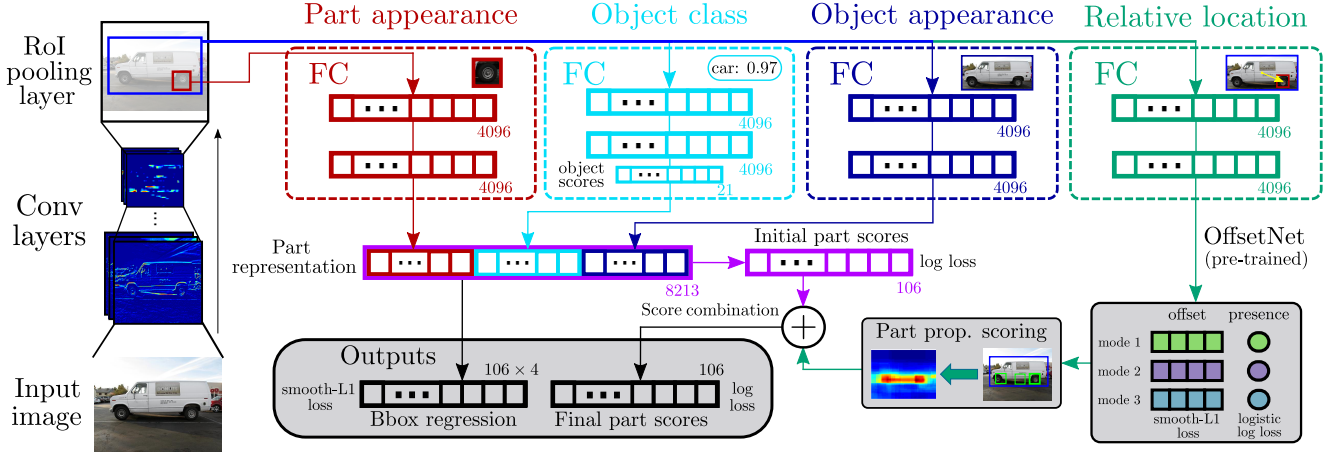 Part appearance
Object class
Object appearance
Relative location
RoI
pooling
layer
FC
4096
4096
FC
car: 0.97
4096
4096
object
scores
21
FC
4096
4096
FC
4096
4096
Conv
layers
Part
representation
8213
Initial part scores
log loss
106
OffsetNet
(pre-trained)
Score combination
Part prop. scoring
offset
presence
mode 1
mode 2
mode 3
smooth-L1
loss
logistic
log loss
Input
image
Outputs
smooth-L1
loss
106 × 4
Bbox regression
106
log
loss
Final part scores